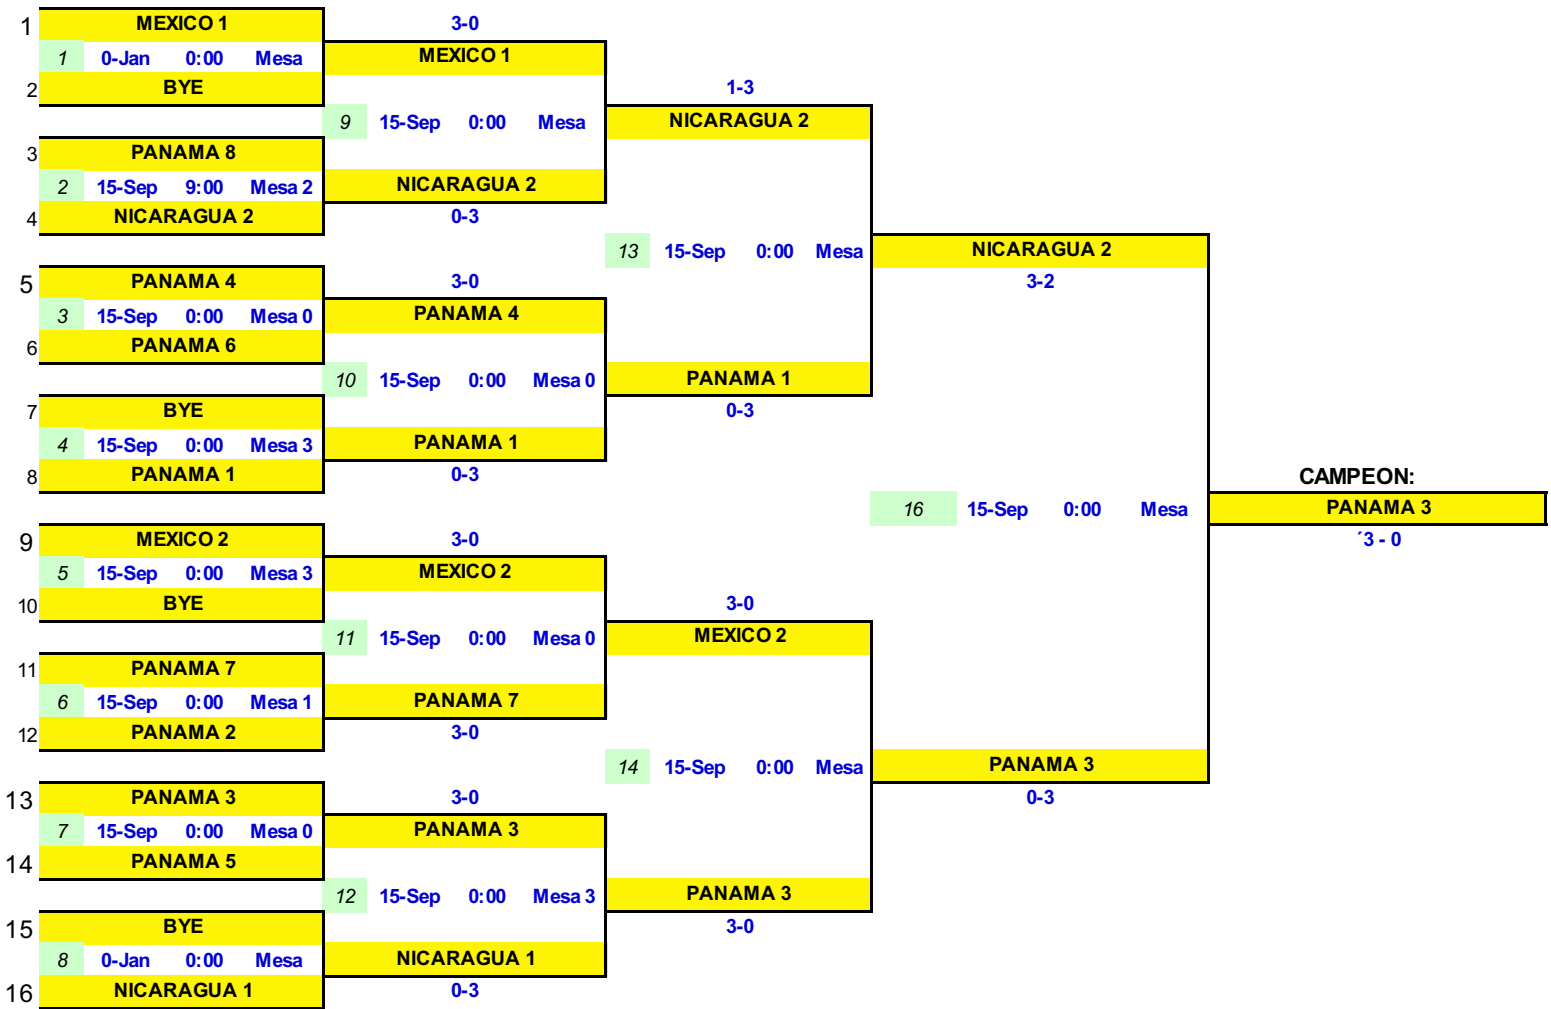 1 MEXICO 1 3-0
1 0-Jan 0:00 Mesa MEXICO 1
2 BYE 1-3
9 15-Sep 0:00 Mesa NICARAGUA 2
3 PANAMA 8
2 15-Sep 9:00 Mesa 2 NICARAGUA 2
4 NICARAGUA 2 0-3
13 15-Sep 0:00 Mesa NICARAGUA 2
5 PANAMA 4 3-0 3-2
3 15-Sep 0:00 Mesa 0 PANAMA 4
6 PANAMA 6
10 15-Sep 0:00 Mesa 0 PANAMA 1
7 BYE 0-3
4 15-Sep 0:00 Mesa 3 PANAMA 1
8 PANAMA 1 0-3 CAMPEON:
16 15-Sep 0:00 Mesa PANAMA 3
9 MEXICO 2 3-0 ´3 - 0
5 15-Sep 0:00 Mesa 3 MEXICO 2
10 BYE 3-0
11 15-Sep 0:00 Mesa 0 MEXICO 2
11 PANAMA 7
6 15-Sep 0:00 Mesa 1 PANAMA 7
12 PANAMA 2 3-0
14 15-Sep 0:00 Mesa PANAMA 3
13 PANAMA 3 3-0 0-3
7 15-Sep 0:00 Mesa 0 PANAMA 3
14 PANAMA 5
12 15-Sep 0:00 Mesa 3 PANAMA 3
15 BYE 3-0
8 0-Jan 0:00 Mesa NICARAGUA 1
16 NICARAGUA 1 0-3